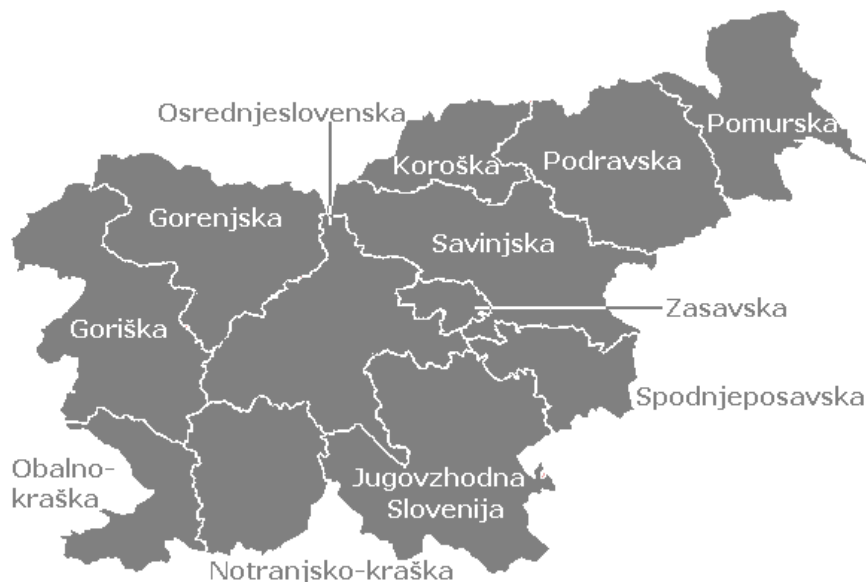 Osrednjeslovenska
Pomurska
Koroška
Podravska
Gorenjska
Savinjska
Zasavska
Goriška
Spodnjeposavska
Obalno-
kraška
Jugovzhodna
Slovenija
Notranjsko-kraška